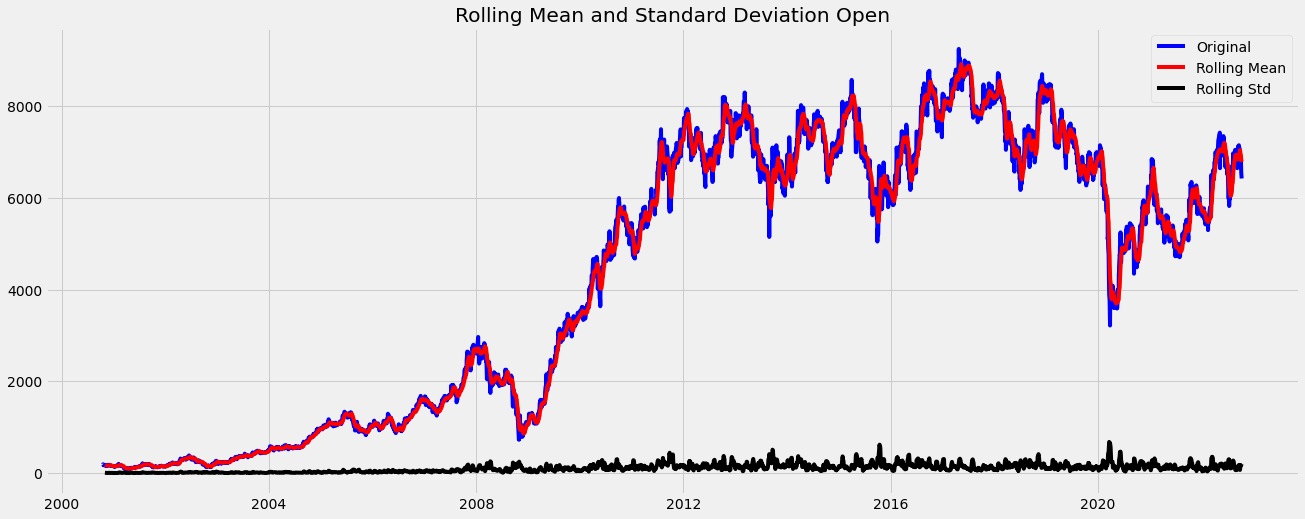 Rolling Mean and Standard Deviation Open
Original
Rolling Mean
Rolling Std
8000
6000
4000
2000
0
2000 2004 2008 2012 2016 2020